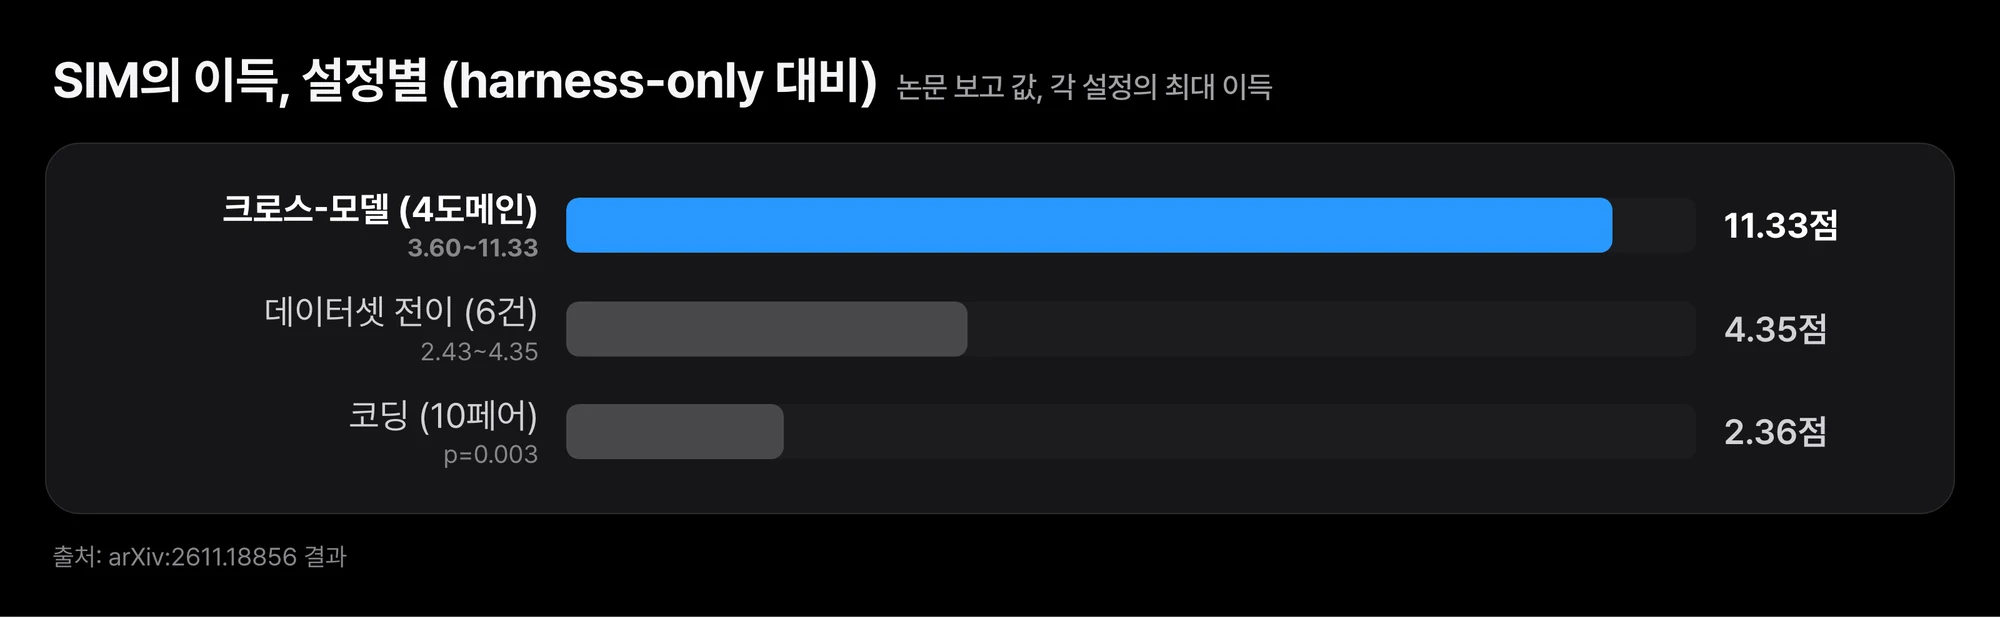 SIM의 이득, 설정별 (harness-only 대비) 논문 보고 값, 각 설정의 최대 이득
크로스-모델 (4도메인)
3.60~11.33
11.33점
데이터셋 전이 (6건)
2.43~4.35
4.35점
코딩 (10페어)
p=0.003
2.36점
출처: arXiv:2611.18856 결과